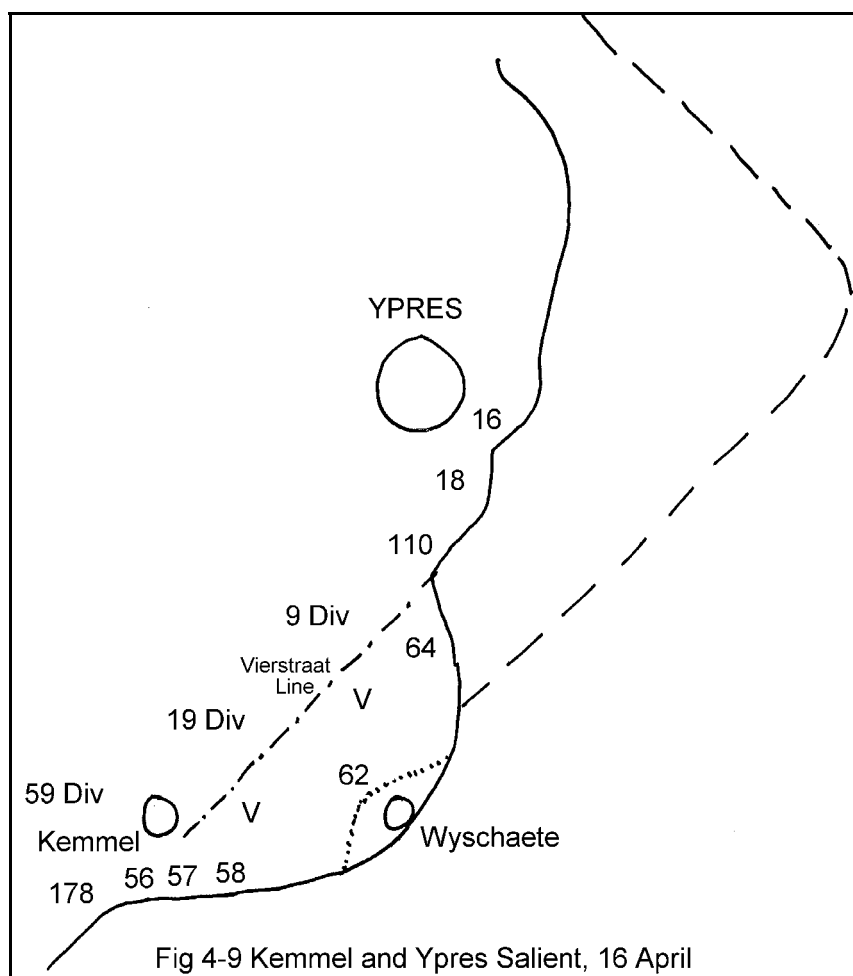 YPRES
16
18
110
9 Div
64
Vierstraat
Line
V
19 Div
62
59 Div
V
Kemmel
Wyschaete
56 57 58
178
Fig 4-9 Kemmel and Ypres Salient, 16 April